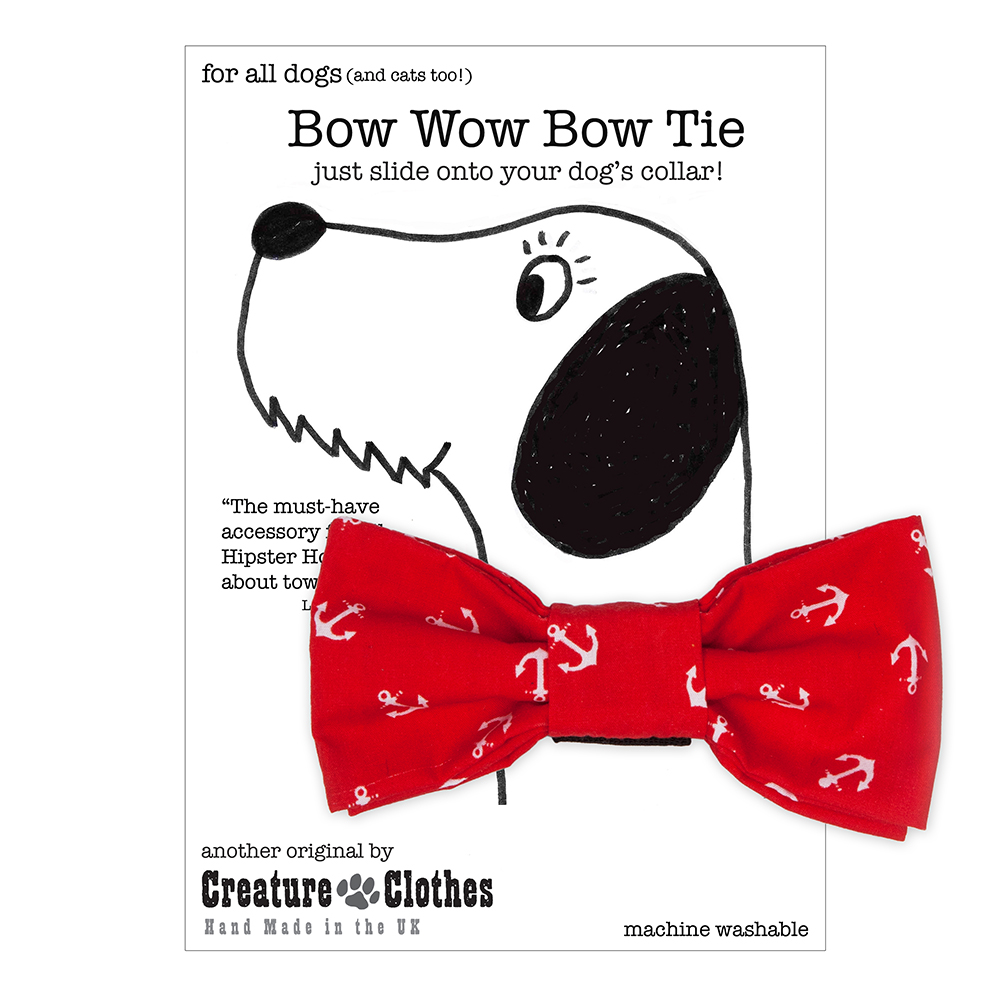 for all dogs (and cats too!)
Bow Wow Bow Tie
just slide onto your dog's collar!
“The must-have
accessory
Hipster
about
another original by
Creature Clothes
Hand Made in the UK
machine washable